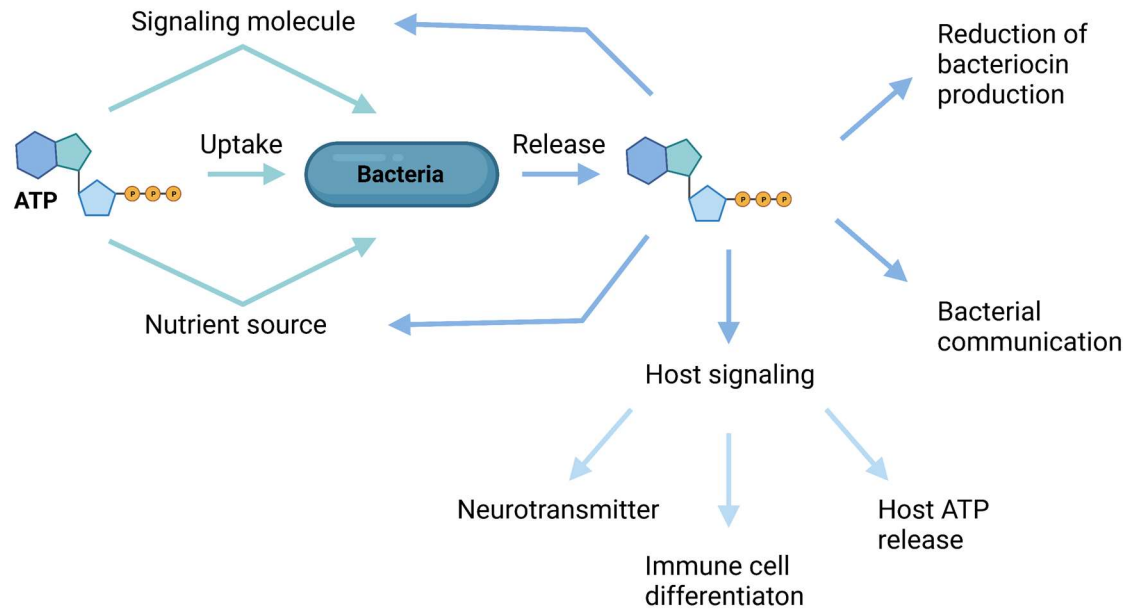 Signaling molecule
Reduction of
bacteriocin
production
Uptake
Release
ATP
P P P
Bacteria
P P P
Nutrient source
Bacterial
communication
Host signaling
Neurotransmitter
Immune cell
differentiaton
Host ATP
release